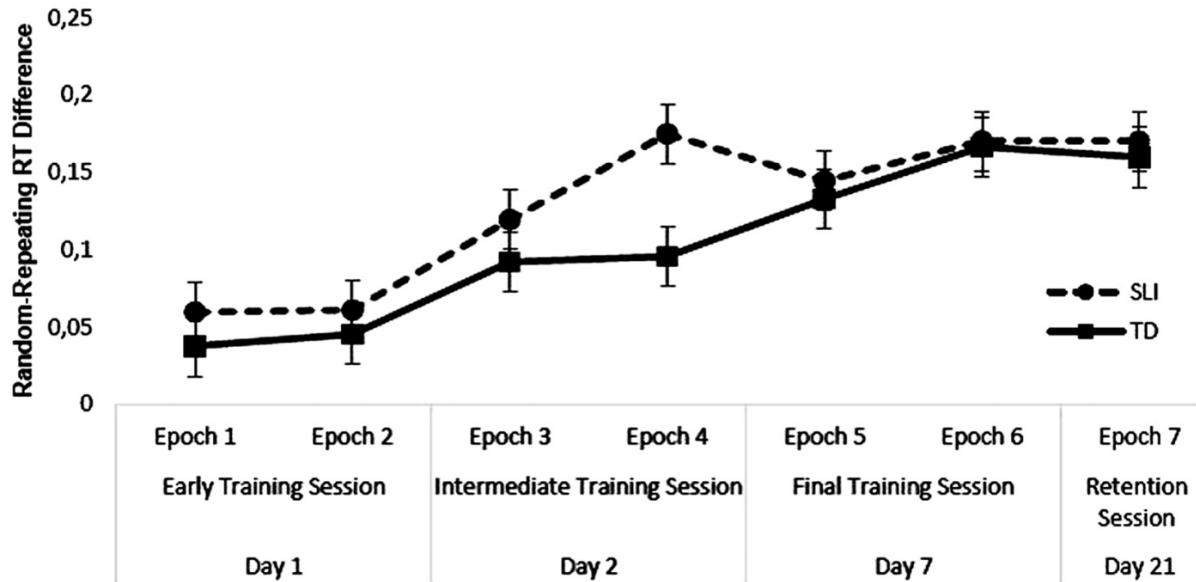 Random-Repeating RT Difference
0,25
0,2
0,15
0,1
0,05
0
SLI
TD
Epoch 1 Epoch 2 Epoch 3 Epoch 4 Epoch 5 Epoch 6 Epoch 7
Early Training Session Intermediate Training Session Final Training Session Retention
Session
Day 1 Day 2 Day 7 Day 21